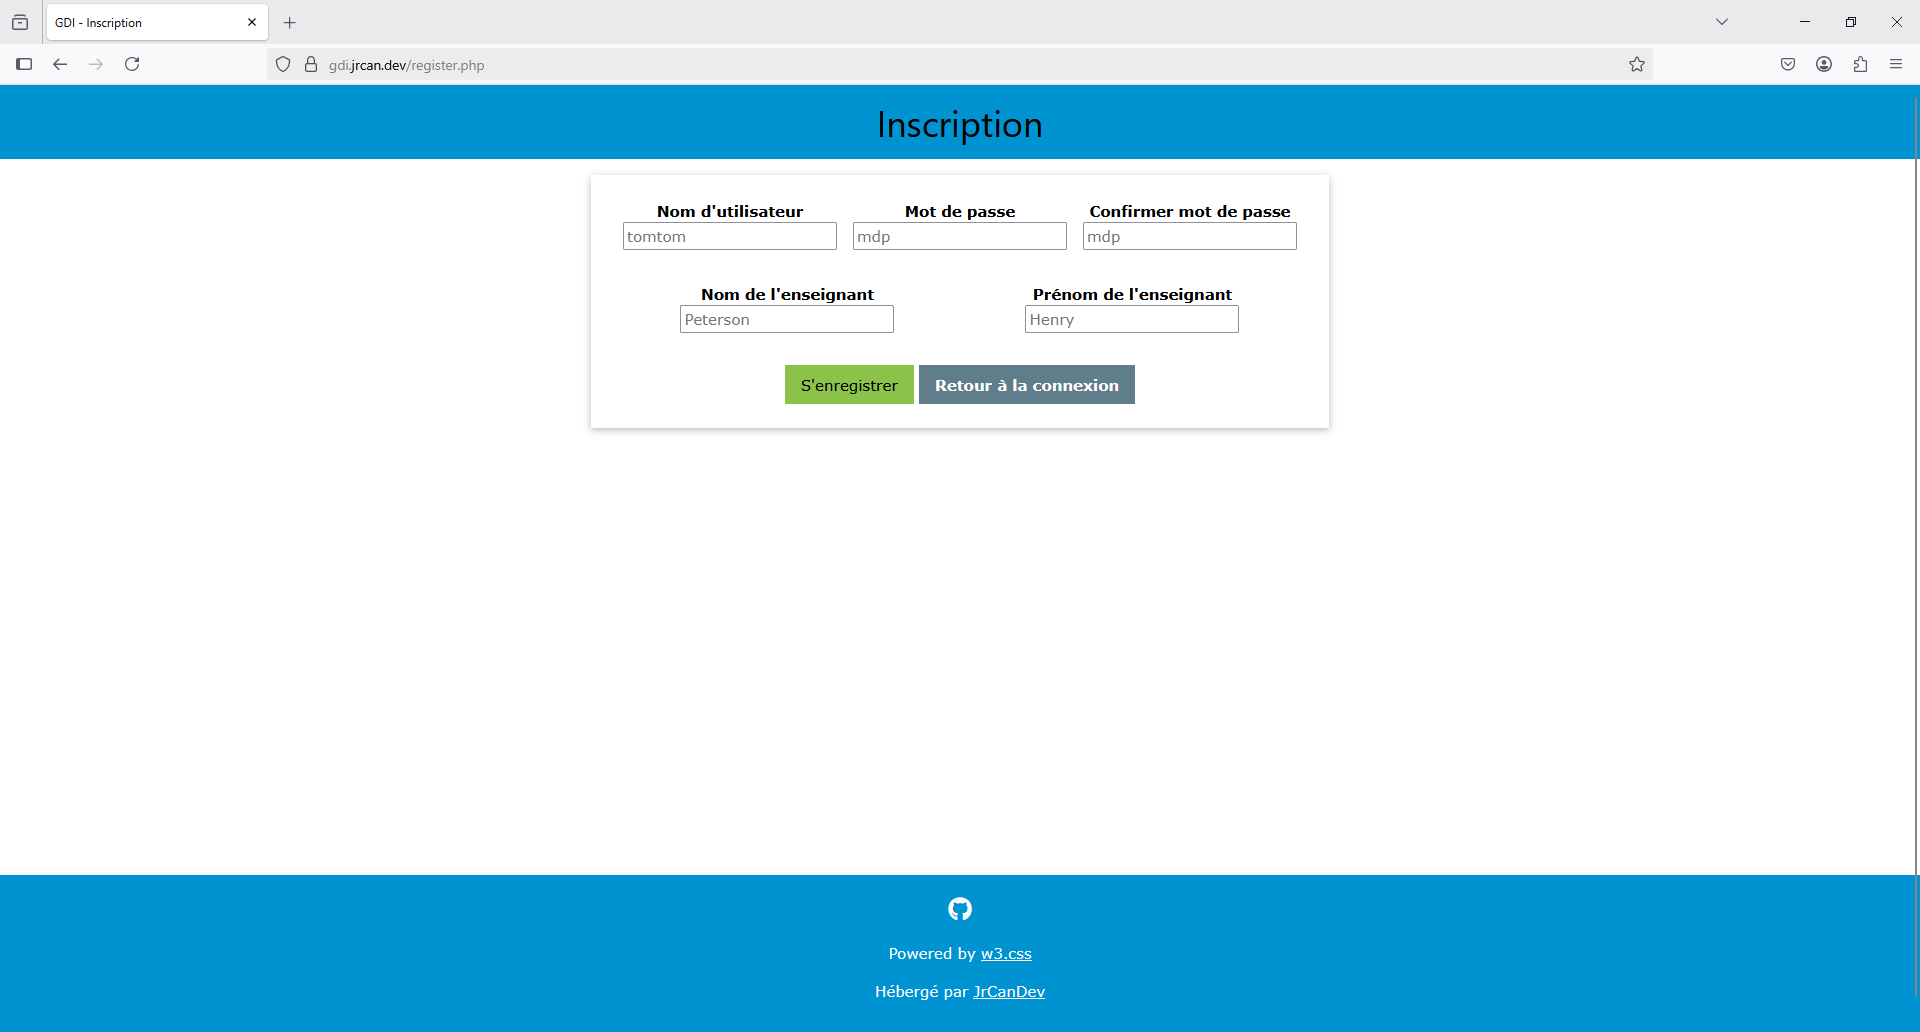 GDI - Inscription
gdi.jrcan.dev/register.php
Inscription
Nom d'utilisateur Mot de passe Confirmer mot de passe
tomtom mdp mdp
Nom de l'enseignant Prénom de l'enseignant
Peterson Henry
S'enregistrer Retour à la connexion
Powered by w3.css
Hébergé par JrCanDev